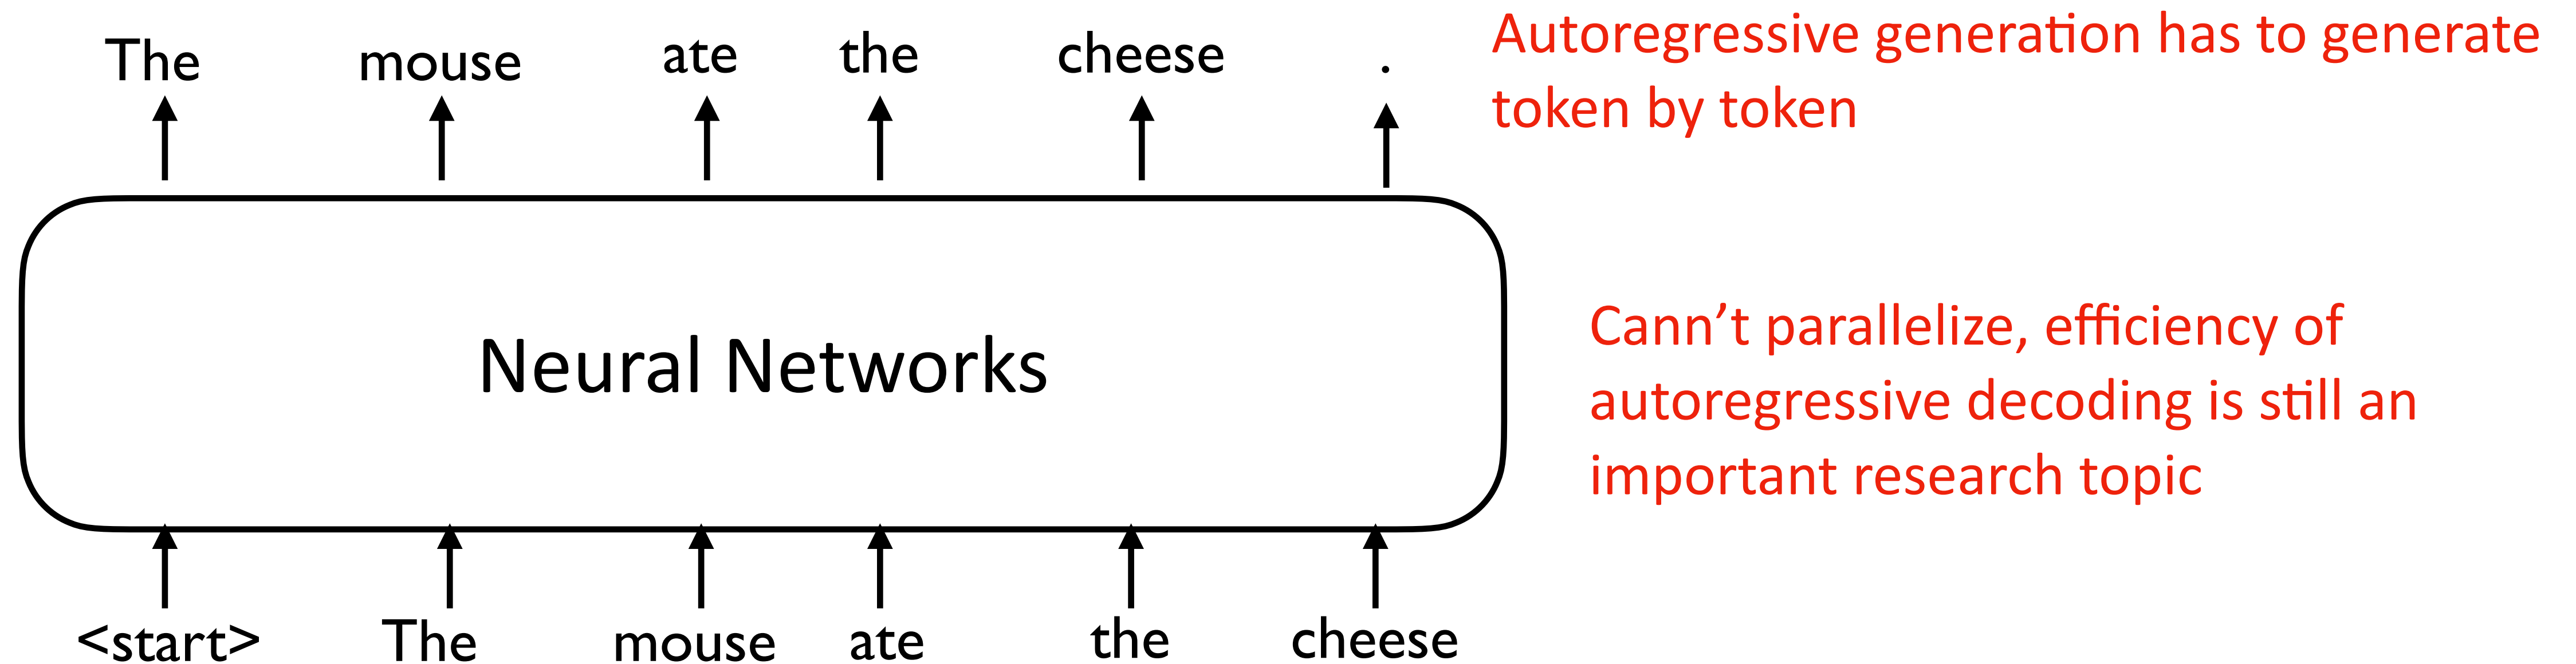 The mouse ate the cheese .
Autoregressive generation has to generate
token by token
Neural Networks
Cann’t parallelize, efficiency of
autoregressive decoding is still an
important research topic
<start> The mouse ate the cheese